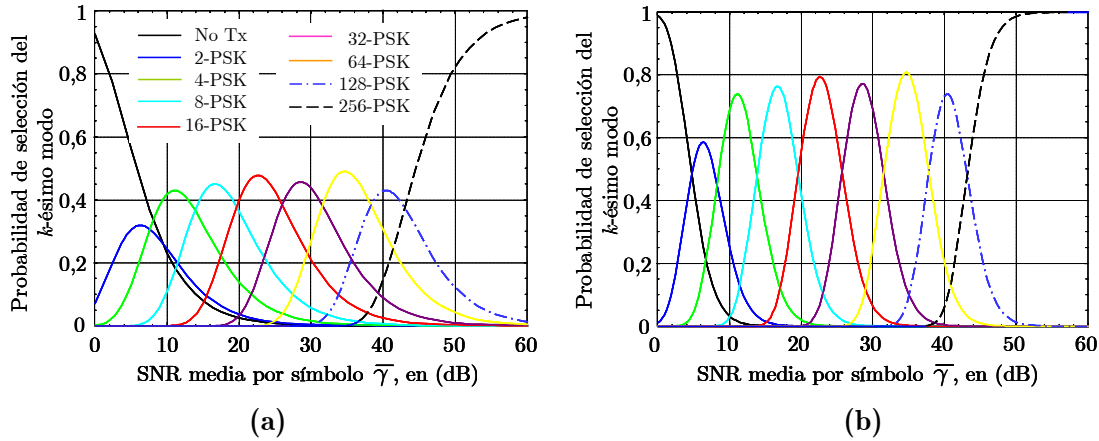 Probabilidad de selección del
k-ésimo modo
1
0,8
0,6
0,4
0,2
0
No Tx
2-PSK
4-PSK
8-PSK
16-PSK
32-PSK
64-PSK
128-PSK
256-PSK
0 10 20 30 40 50 60
SNR media por símbolo γ̅, en (dB)
(a)
Probabilidad de selección del
k-ésimo modo
1
0,8
0,6
0,4
0,2
0
0 10 20 30 40 50 60
SNR media por símbolo γ̅, en (dB)
(b)